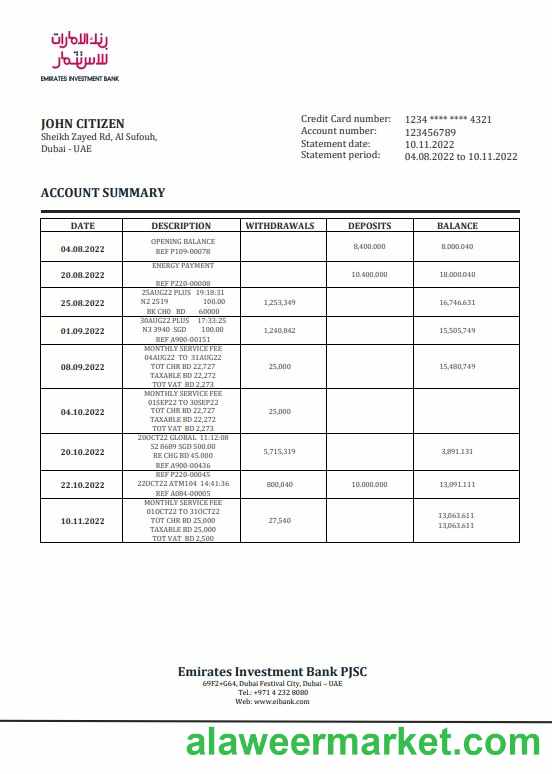 بنك الإمارات
للاستثمار
EMIRATES INVESTMENT BANK
JOHN CITIZEN
Sheikh Zayed Rd, Al Sufouh,
Dubai - UAE
Credit Card number: 1234 **** **** 4321
Account number: 123456789
Statement date: 10.11.2022
Statement period: 04.08.2022 to 10.11.2022
ACCOUNT SUMMARY
DATE DESCRIPTION WITHDRAWALS DEPOSITS BALANCE
04.08.2022 OPENING BALANCE 8,400.000 8.000.040
REF P109-00078
20.08.2022 ENERGY PAYMENT 10.400.000 18.000.040
REF P220-00008
25.08.2022 25AUG22 PLUS 19:18:31 1,253,349 16,746.631
N2 2519 100.00
BK CHO BD 60000
01.09.2022 30AUG22 PLUS 17:33:25 1,240,842 15,505,749
N3 3940 SGD 100.00
REF A900-00151
08.09.2022 MONTHLY SERVICE FEE 25,000 15,480,749
04AUG22 TO 31AUG22
TOT CHR BD 22,727
TAXABLE BD 22,272
TOT VAT BD 2,273
04.10.2022 MONTHLY SERVICE FEE 25,000
01SEP22 TO 30SEP22
TOT CHR BD 22,727
TAXABLE BD 22,272
TOT VAT BD 2,273
20.10.2022 20OCT22 GLOBAL 11:12:08 5,715,319 3,891.131
S2 8689 SGD 500.00
BE CHG BD 45.000
REF A900-00436
22.10.2022 REF P220-00045 800,040 10.000.000 13,091.111
22OCT22 ATM104 14:41:36
REF A084-00005
10.11.2022 MONTHLY SERVICE FEE 27,540 13,063.611
01OCT22 TO 31OCT22 13,063.611
TOT CHR BD 25,000
TAXABLE BD 25,000
TOT VAT BD 2,500
Emirates Investment Bank PJSC
69F2+G64, Dubai Festival City, Dubai – UAE
Tel.: +971 4 232 8080
Web: www.eibank.com
alaweermarket.com